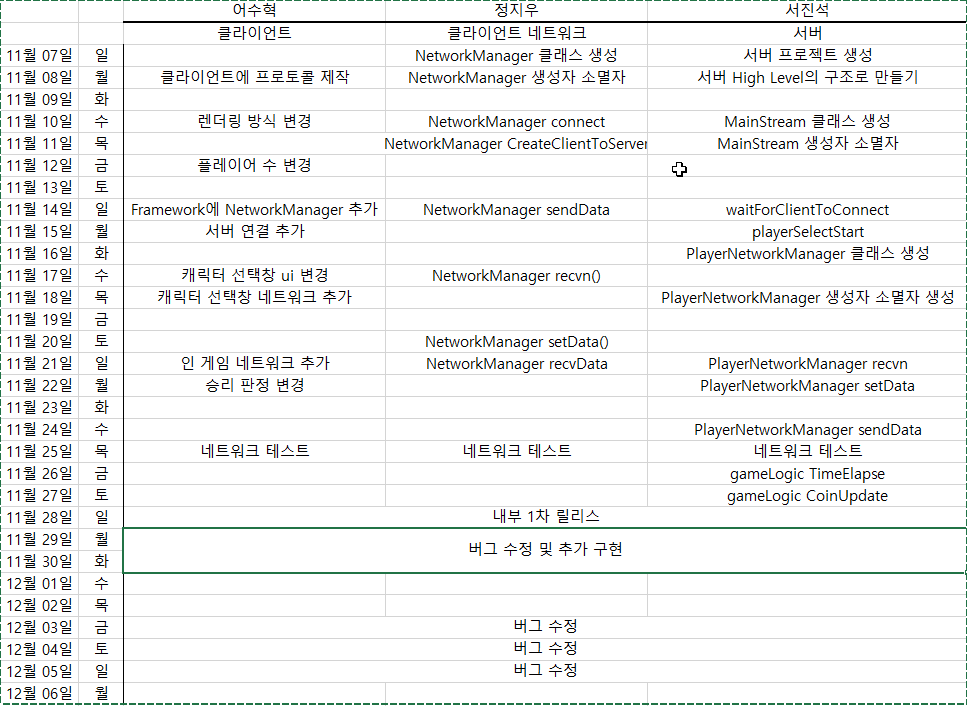 어수혁 정지우 서진석
클라이언트 클라이언트 네트워크 서버
11월 07일 일 NetworkManager 클래스 생성 서버 프로젝트 생성
11월 08일 월 클라이언트에 프로토콜 제작 NetworkManager 생성자 소멸자 서버 High Level의 구조로 만들기
11월 09일 화
11월 10일 수 렌더링 방식 변경 NetworkManager connect MainStream 클래스 생성
11월 11일 목 NetworkManager CreateClientToServer MainStream 생성자 소멸자
11월 12일 금 플레이어 수 변경
11월 13일 토
11월 14일 일 Framework에 NetworkManager 추가 NetworkManager sendData waitForClientToConnect
11월 15일 월 서버 연결 추가 playerSelectStart
11월 16일 화 PlayerNetworkManager 클래스 생성
11월 17일 수 캐릭터 선택창 ui 변경 NetworkManager recvn()
11월 18일 목 캐릭터 선택창 네트워크 추가 PlayerNetworkManager 생성자 소멸자 생성
11월 19일 금
11월 20일 토 NetworkManager setData()
11월 21일 일 인 게임 네트워크 추가 NetworkManager recvData PlayerNetworkManager recvn
11월 22일 월 승리 판정 변경 PlayerNetworkManager setData
11월 23일 화
11월 24일 수 PlayerNetworkManager sendData
11월 25일 목 네트워크 테스트 네트워크 테스트 네트워크 테스트
11월 26일 금 gameLogic TimeElapse
11월 27일 토 gameLogic CoinUpdate
11월 28일 일 내부 1차 릴리스
11월 29일 월
버그 수정 및 추가 구현
11월 30일 화
12월 01일 수
12월 02일 목
12월 03일 금 버그 수정
12월 04일 토 버그 수정
12월 05일 일 버그 수정
12월 06일 월